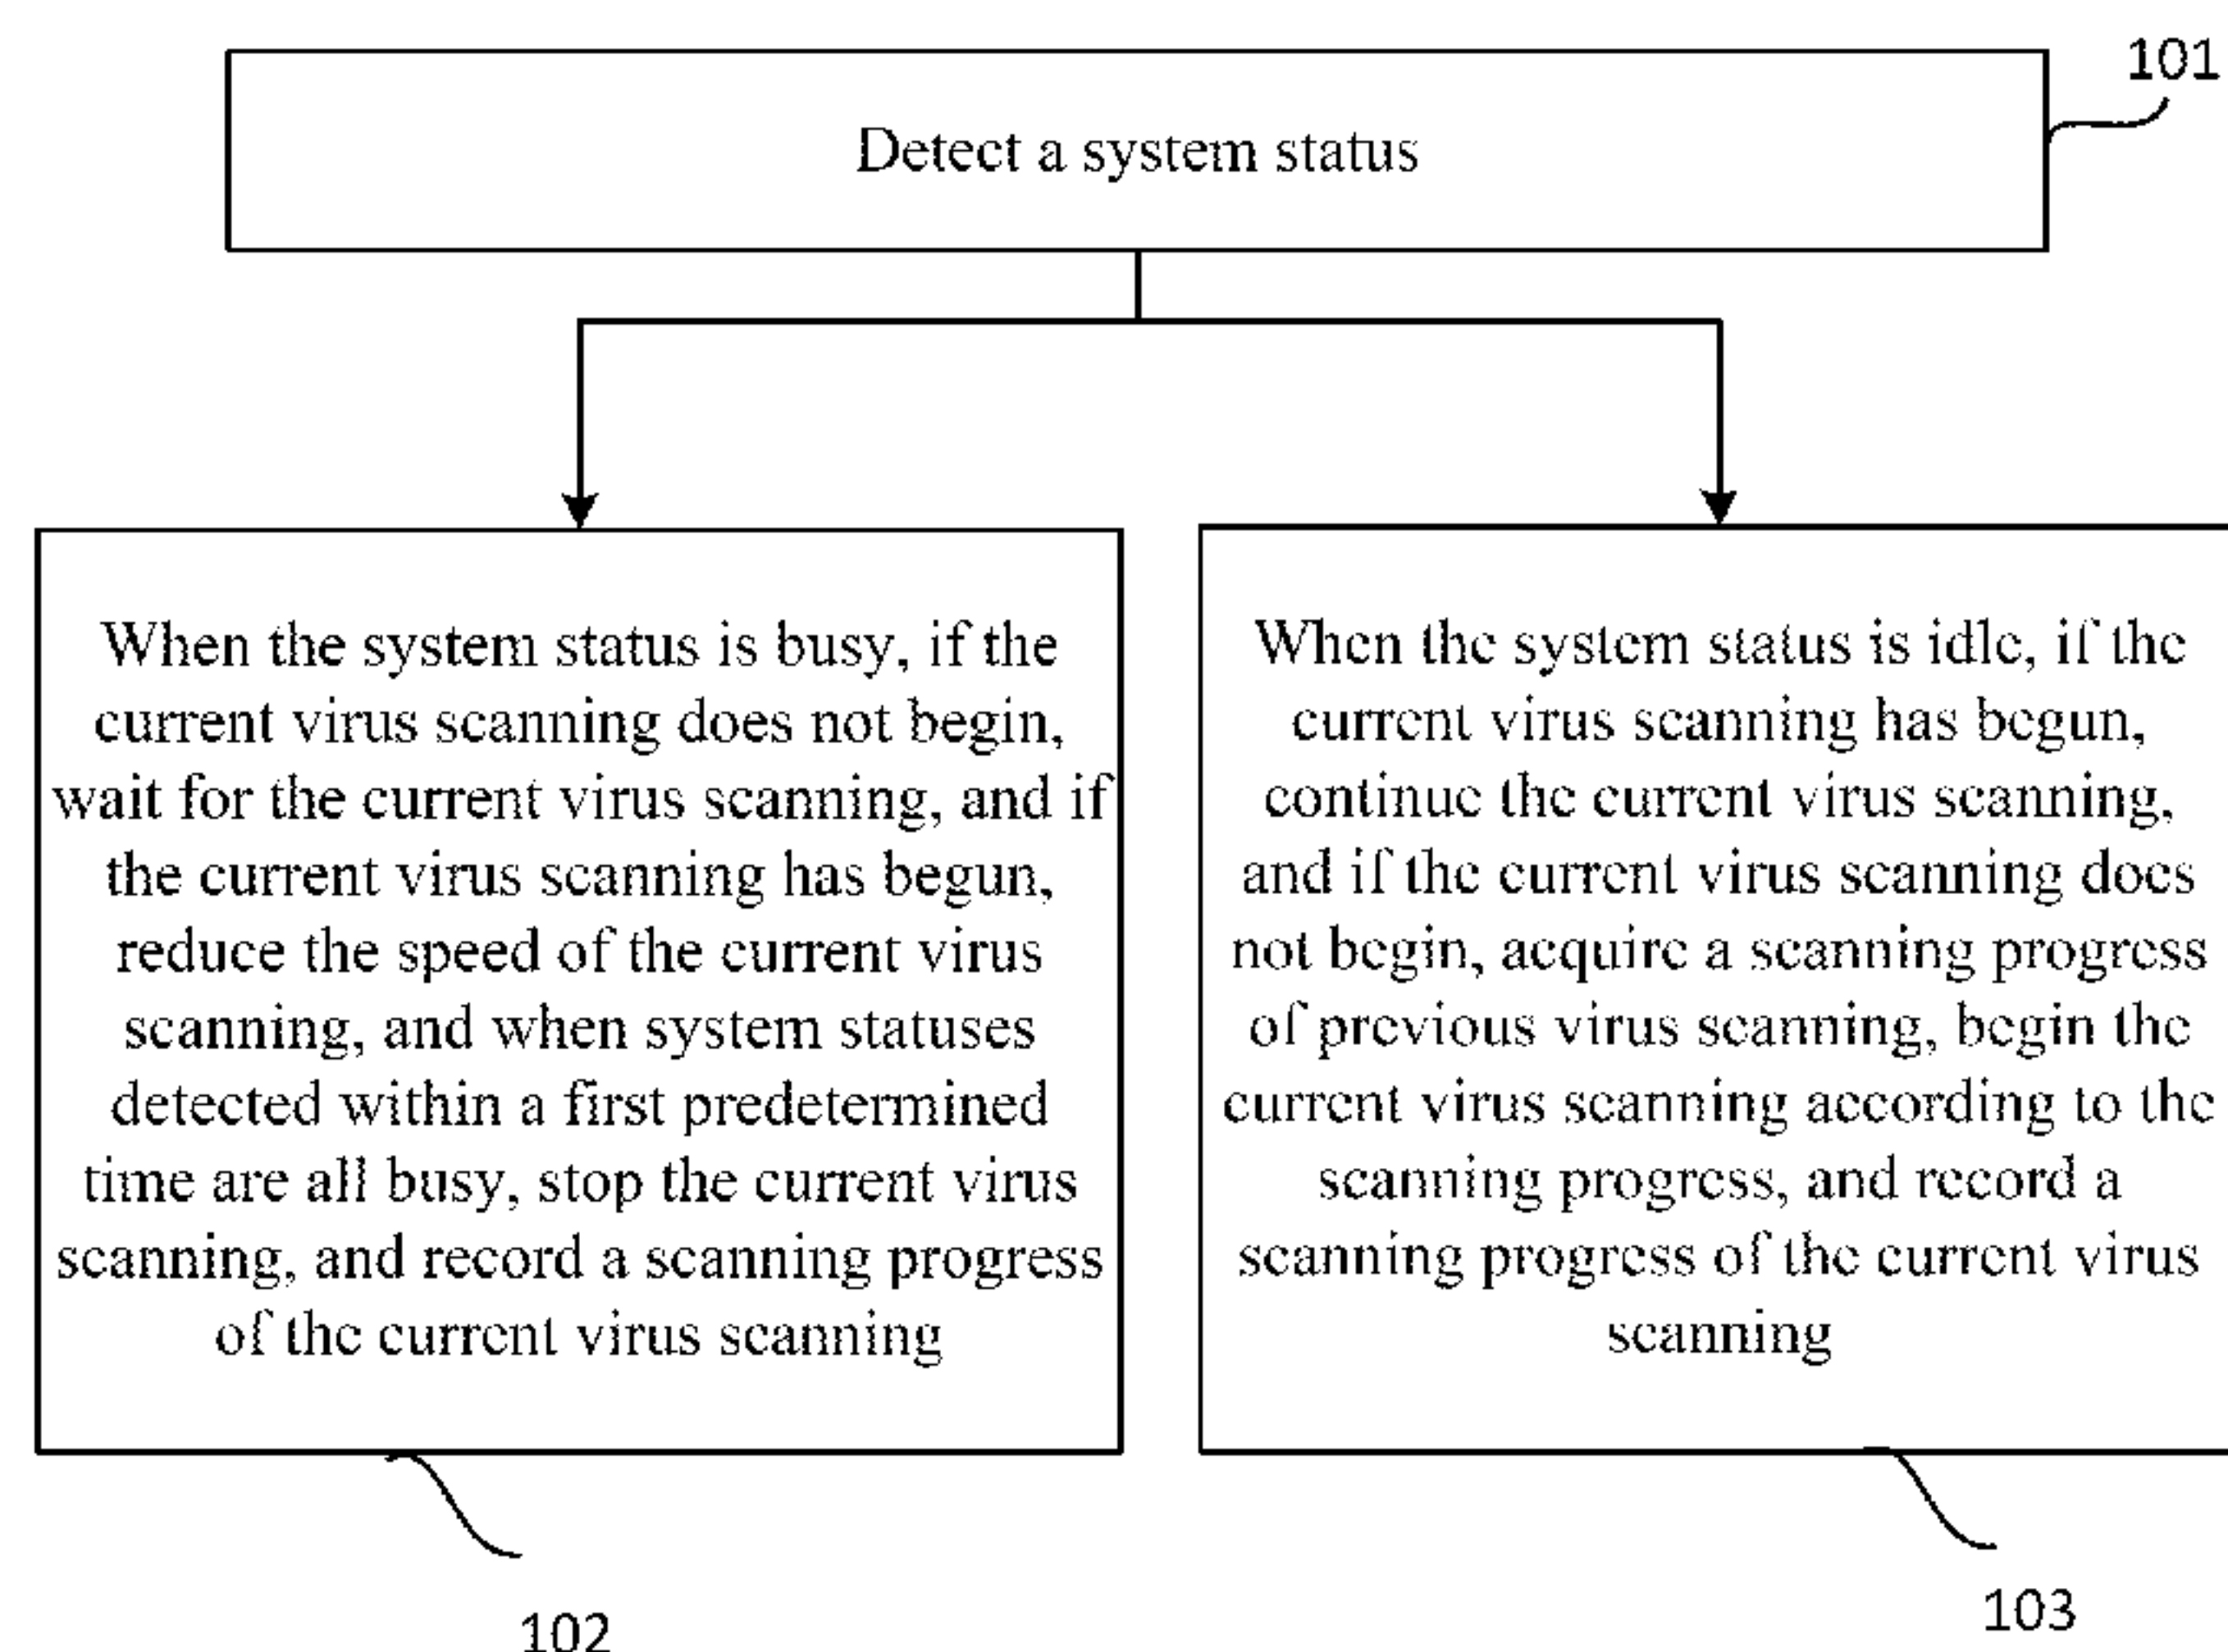 101
Detect a system status
When the system status is busy, if the
current virus scanning does not begin,
wait for the current virus scanning, and if
the current virus scanning has begun,
reduce the speed of the current virus
scanning, and when system statuses
detected within a first predetermined
time are all busy, stop the current virus
scanning, and record a scanning progress
of the current virus scanning
When the system status is idle, if the
current virus scanning has begun,
continue the current virus scanning,
and if the current virus scanning does
not begin, acquire a scanning progress
of previous virus scanning, begin the
current virus scanning according to the
scanning progress, and record a
scanning progress of the current virus
scanning
102
103